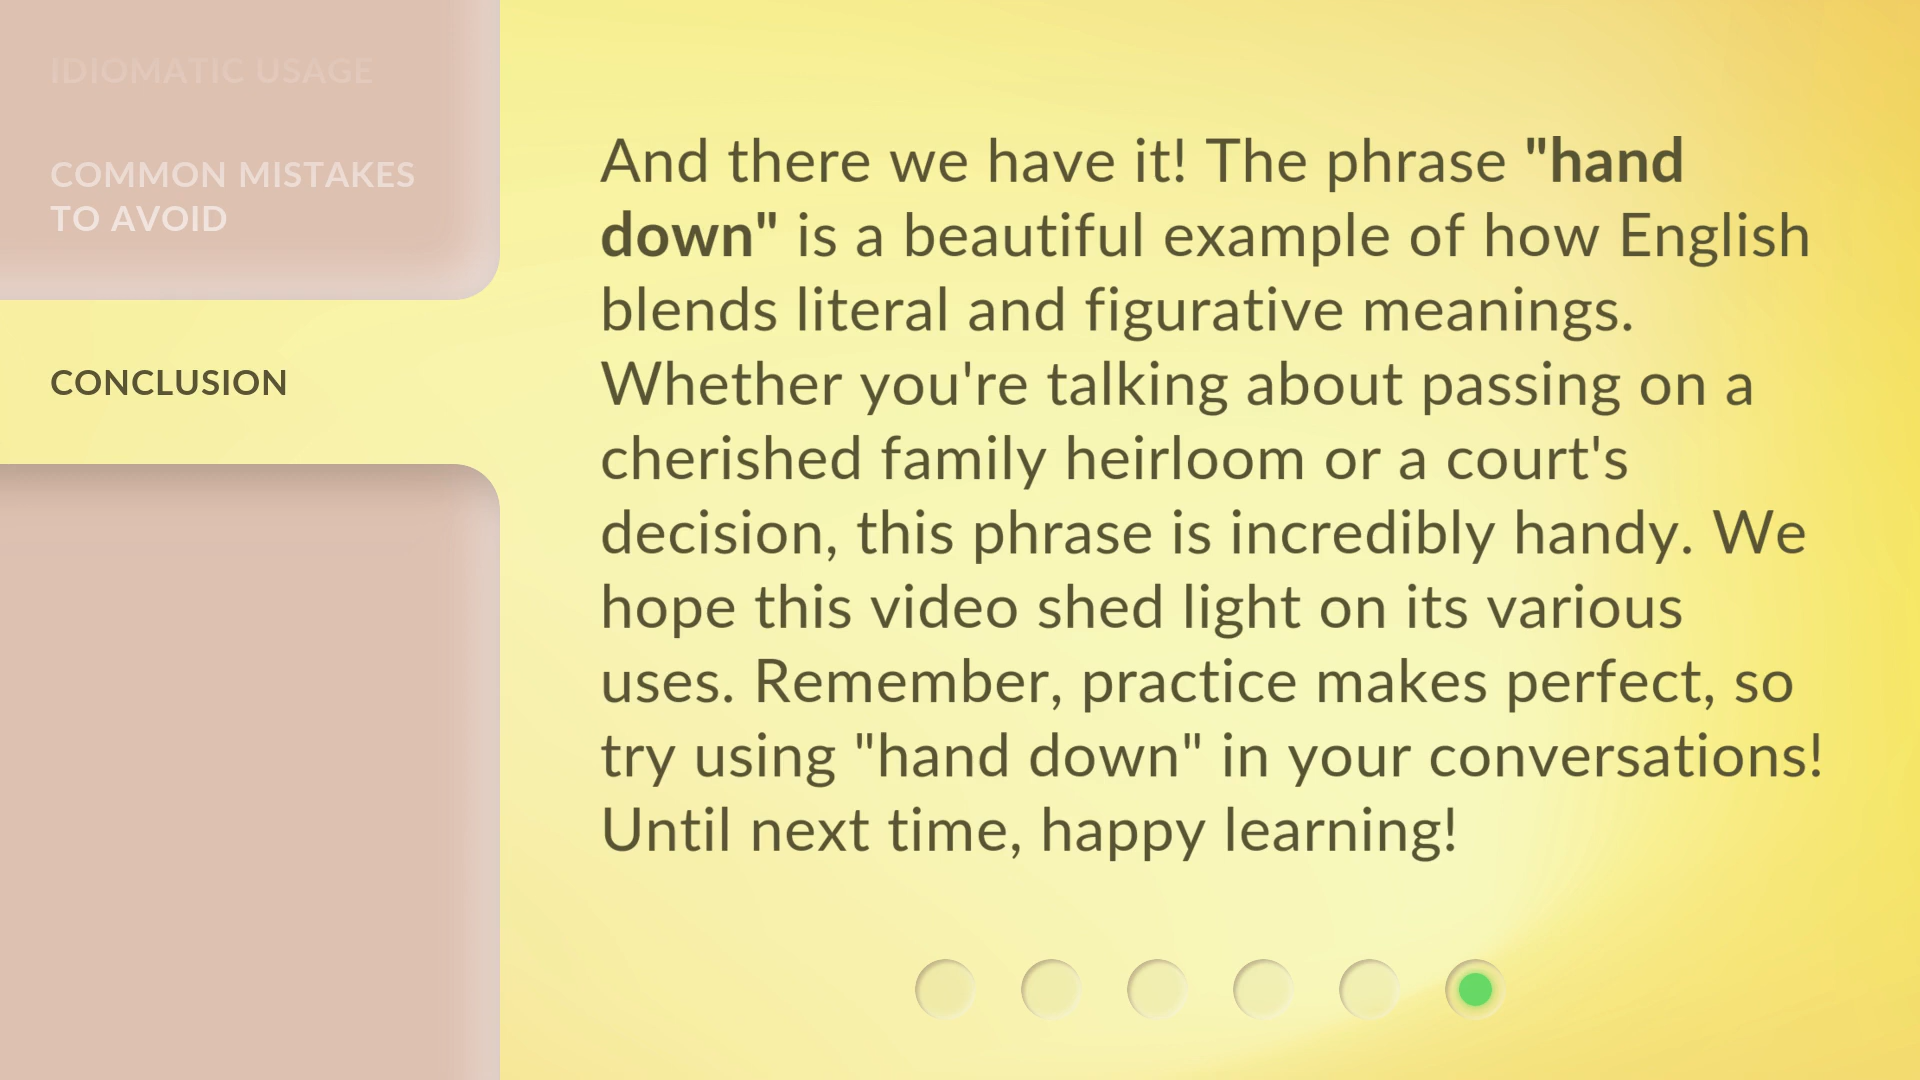 IDIOMATIC USAGE
COMMON MISTAKES
TO AVOID
CONCLUSION
And there we have it! The phrase "hand
down" is a beautiful example of how English
blends literal and figurative meanings.
Whether you're talking about passing on a
cherished family heirloom or a court's
decision, this phrase is incredibly handy. We
hope this video shed light on its various
uses. Remember, practice makes perfect, so
try using "hand down" in your conversations!
Until next time, happy learning!